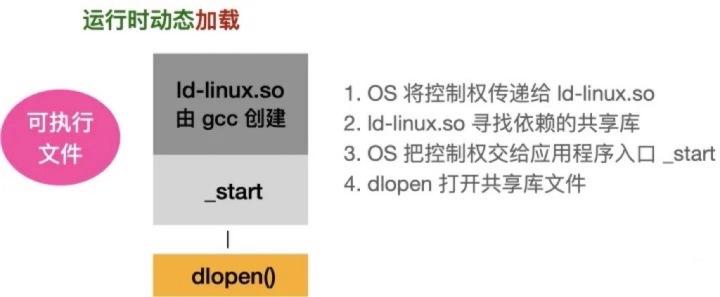 运行时动态加载
可执行
文件
ld-linux.so
由 gcc 创建
_start
dlopen()
1. OS 将控制权传递给 ld-linux.so
2. ld-linux.so 寻找依赖的共享库
3. OS 把控制权交给应用程序入口 _start
4. dlopen 打开共享库文件